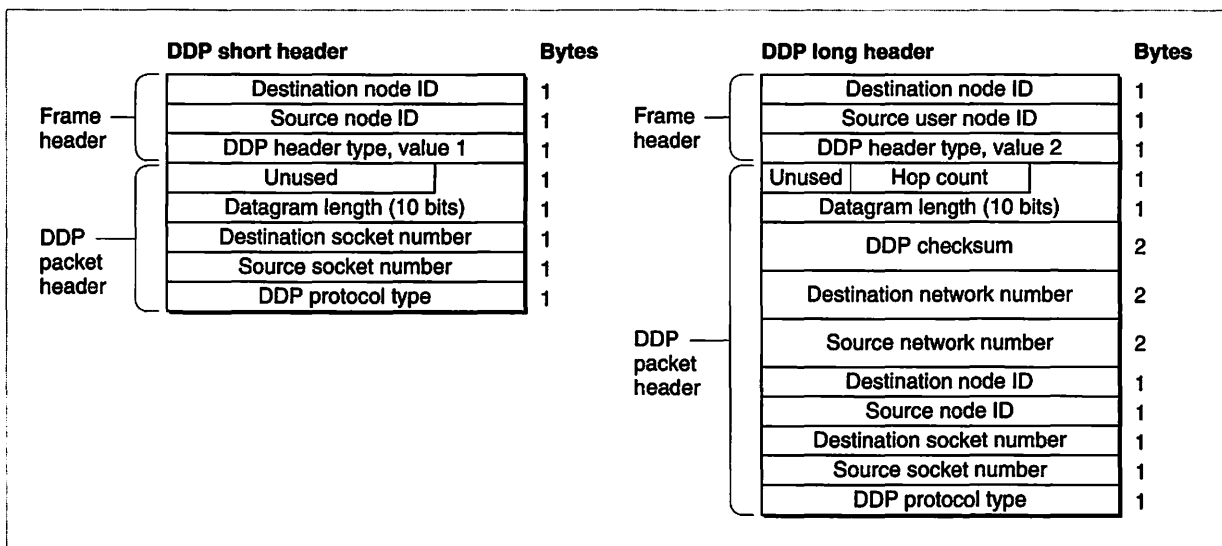 DDP short header Bytes
Frame header
Destination node ID 1
Source node ID 1
DDP header type, value 1 1
DDP packet header
Unused 1
Datagram length (10 bits) 1
Destination socket number 1
Source socket number 1
DDP protocol type 1
DDP long header Bytes
Frame header
Destination node ID 1
Source user node ID 1
DDP header type, value 2 1
DDP packet header
Unused Hop count 1
Datagram length (10 bits) 1
DDP checksum 2
Destination network number 2
Source network number 2
Destination node ID 1
Source node ID 1
Destination socket number 1
Source socket number 1
DDP protocol type 1